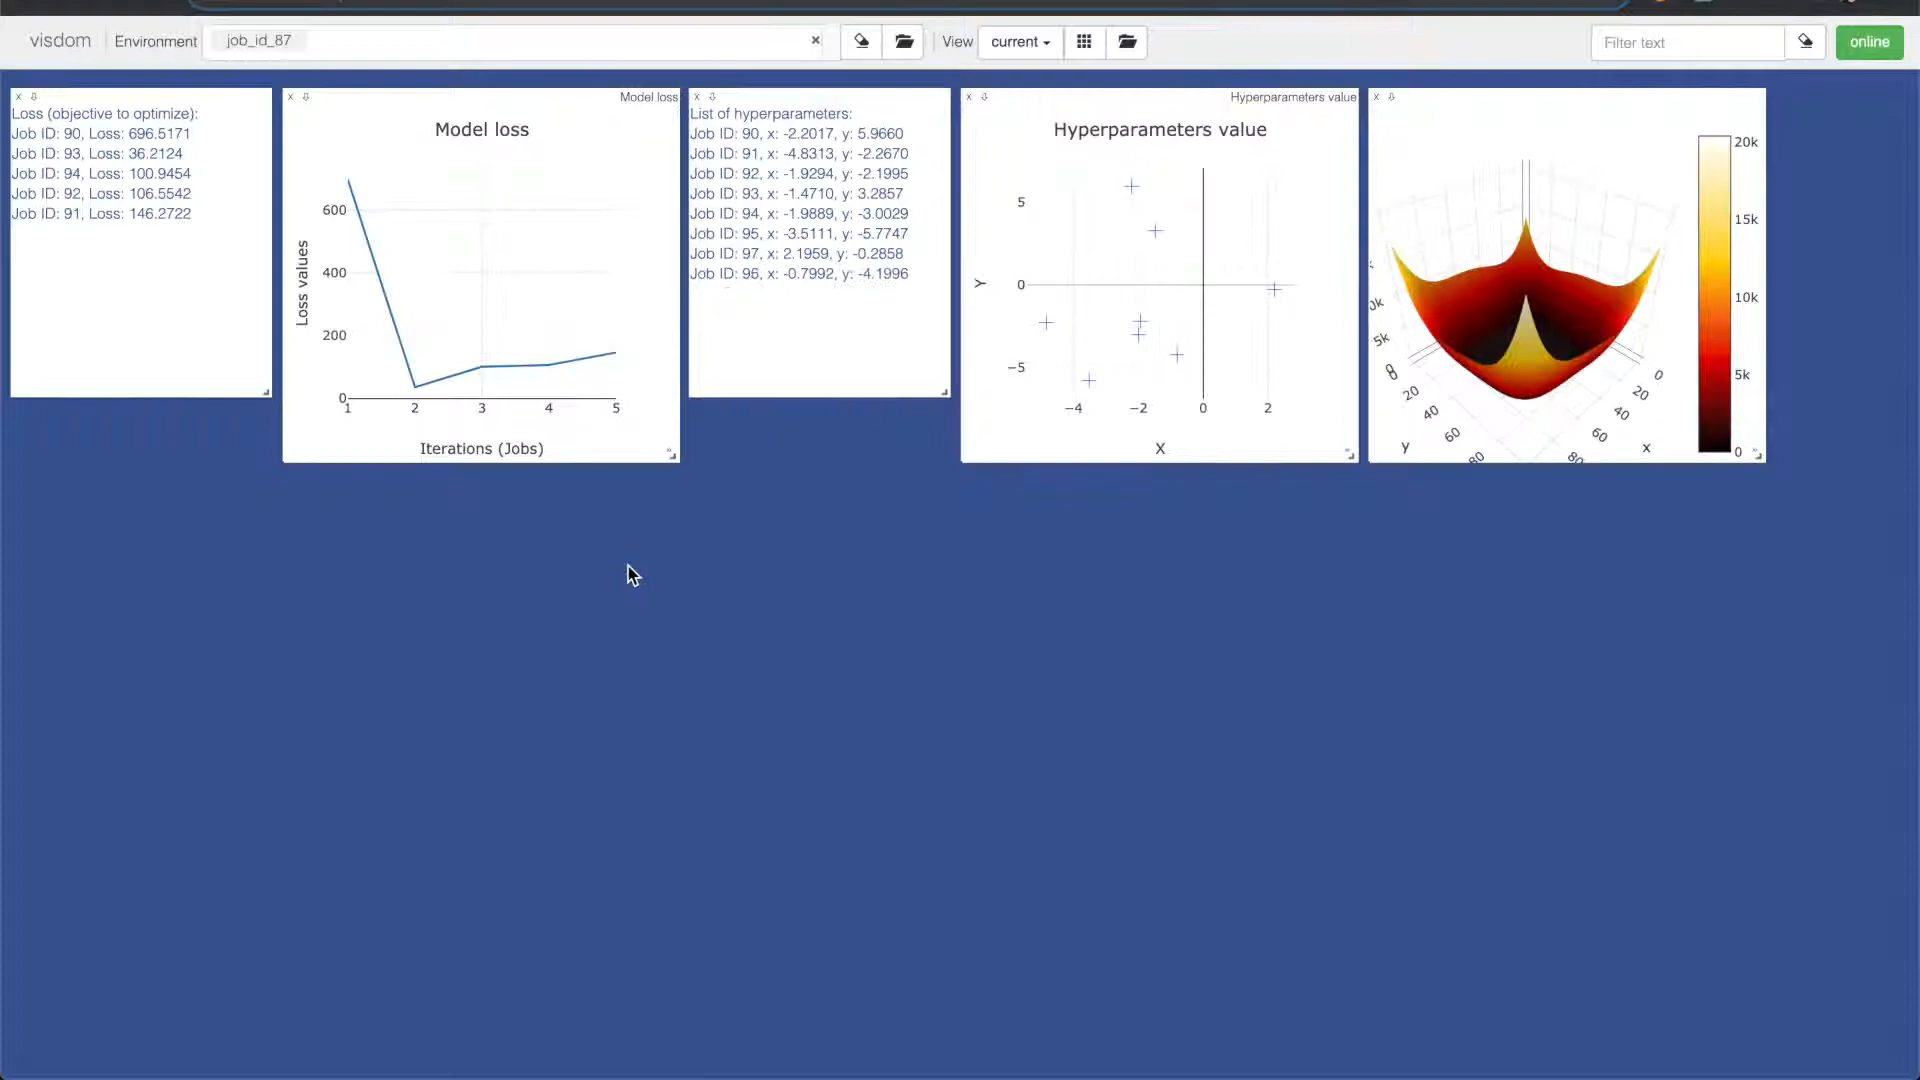 visdom Environment job_id_87 × View current Filter text online
x
Loss (objective to optimize):
Job ID: 90, Loss: 696.5171
Job ID: 93, Loss: 36.2124
Job ID: 94, Loss: 100.9454
Job ID: 92, Loss: 106.5542
Job ID: 91, Loss: 146.2722
x Model loss
Model loss
Loss values
600
400
200
0
1 2 3 4 5
Iterations (Jobs)
x
List of hyperparameters:
Job ID: 90, x: -2.2017, y: 5.9660
Job ID: 91, x: -4.8313, y: -2.2670
Job ID: 92, x: -1.9294, y: -2.1995
Job ID: 93, x: -1.4710, y: 3.2857
Job ID: 94, x: -1.9889, y: -3.0029
Job ID: 95, x: -3.5111, y: -5.7747
Job ID: 97, x: 2.1959, y: -0.2858
Job ID: 96, x: -0.7992, y: -4.1996
x Hyperparameters value
Hyperparameters value
Y
5
0
−5
−4 −2 0 2
X
x
20k
15k
10k
5k
0
0k
5k
0
0
20
40
60
80
y
0
20
40
60
80
x